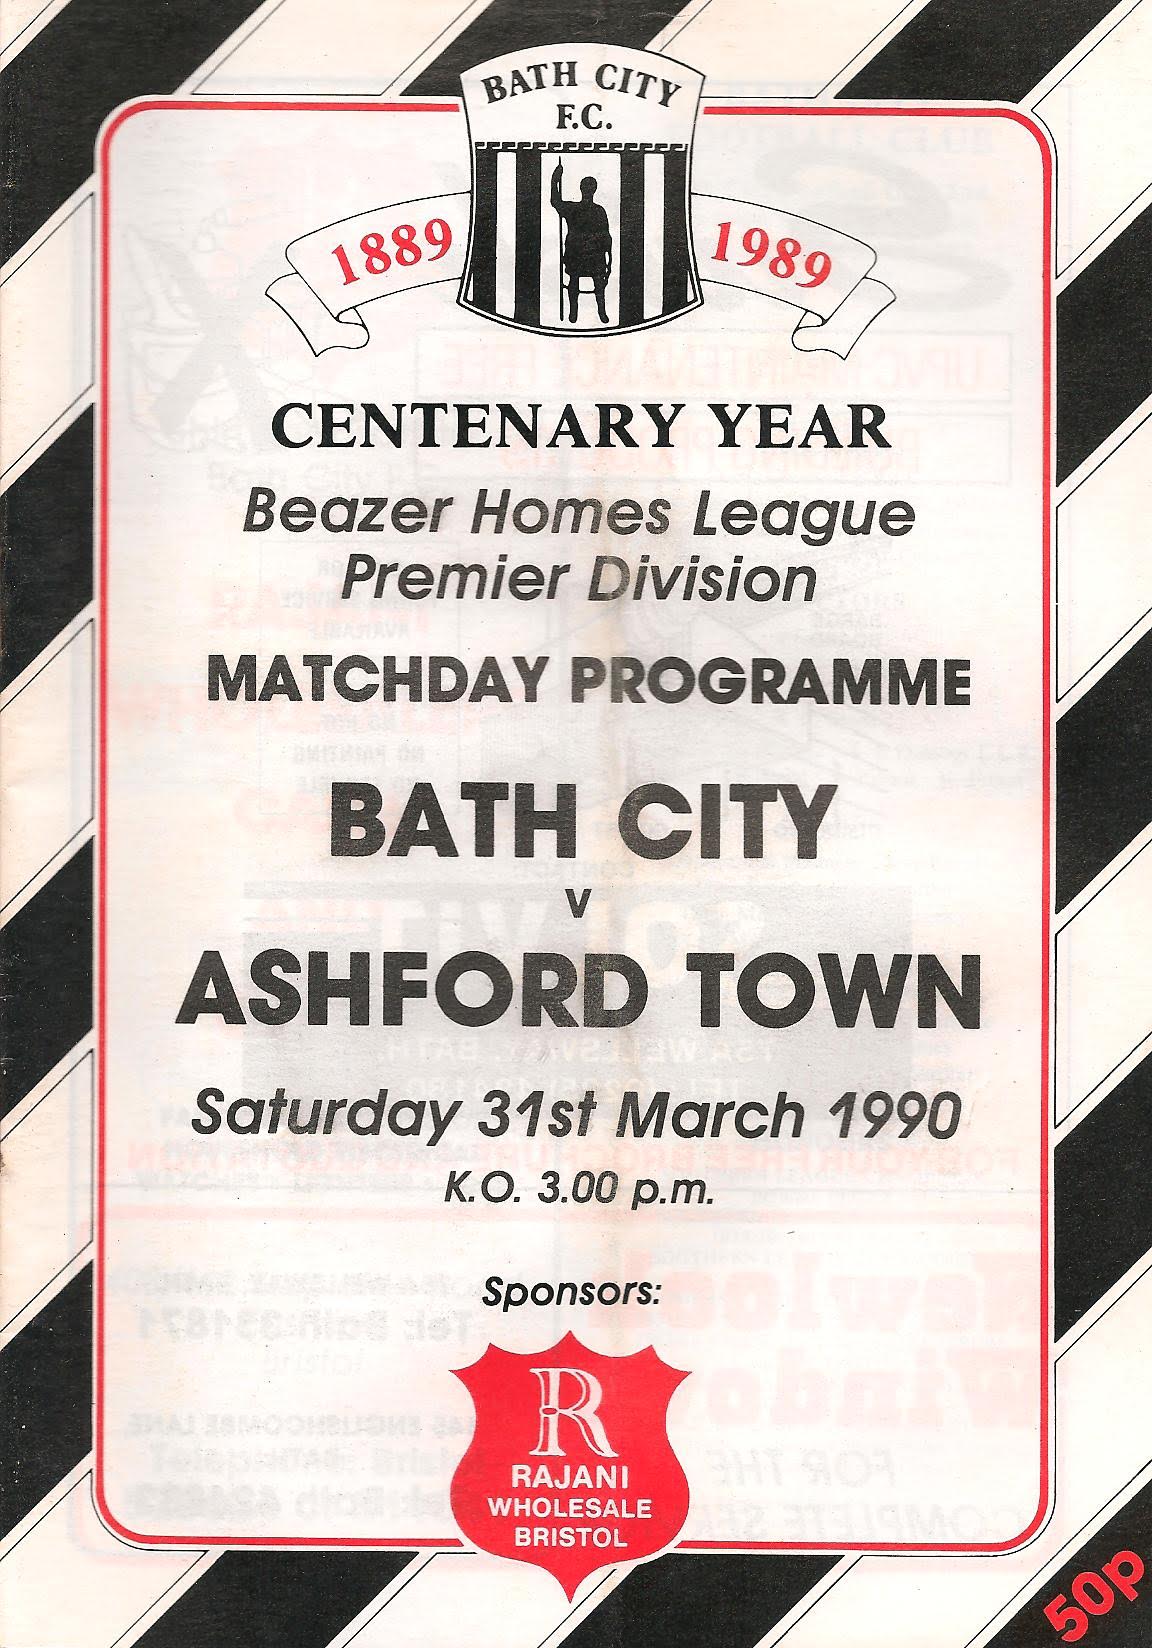 BATH CITY
F.C.
1889 1989
CENTENARY YEAR
Beazer Homes League
Premier Division
MATCHDAY PROGRAMME
BATH CITY
v
ASHFORD TOWN
Saturday 31st March 1990
K.O. 3.00 p.m.
Sponsors:
R
RAJANI
WHOLESALE
BRISTOL
50p